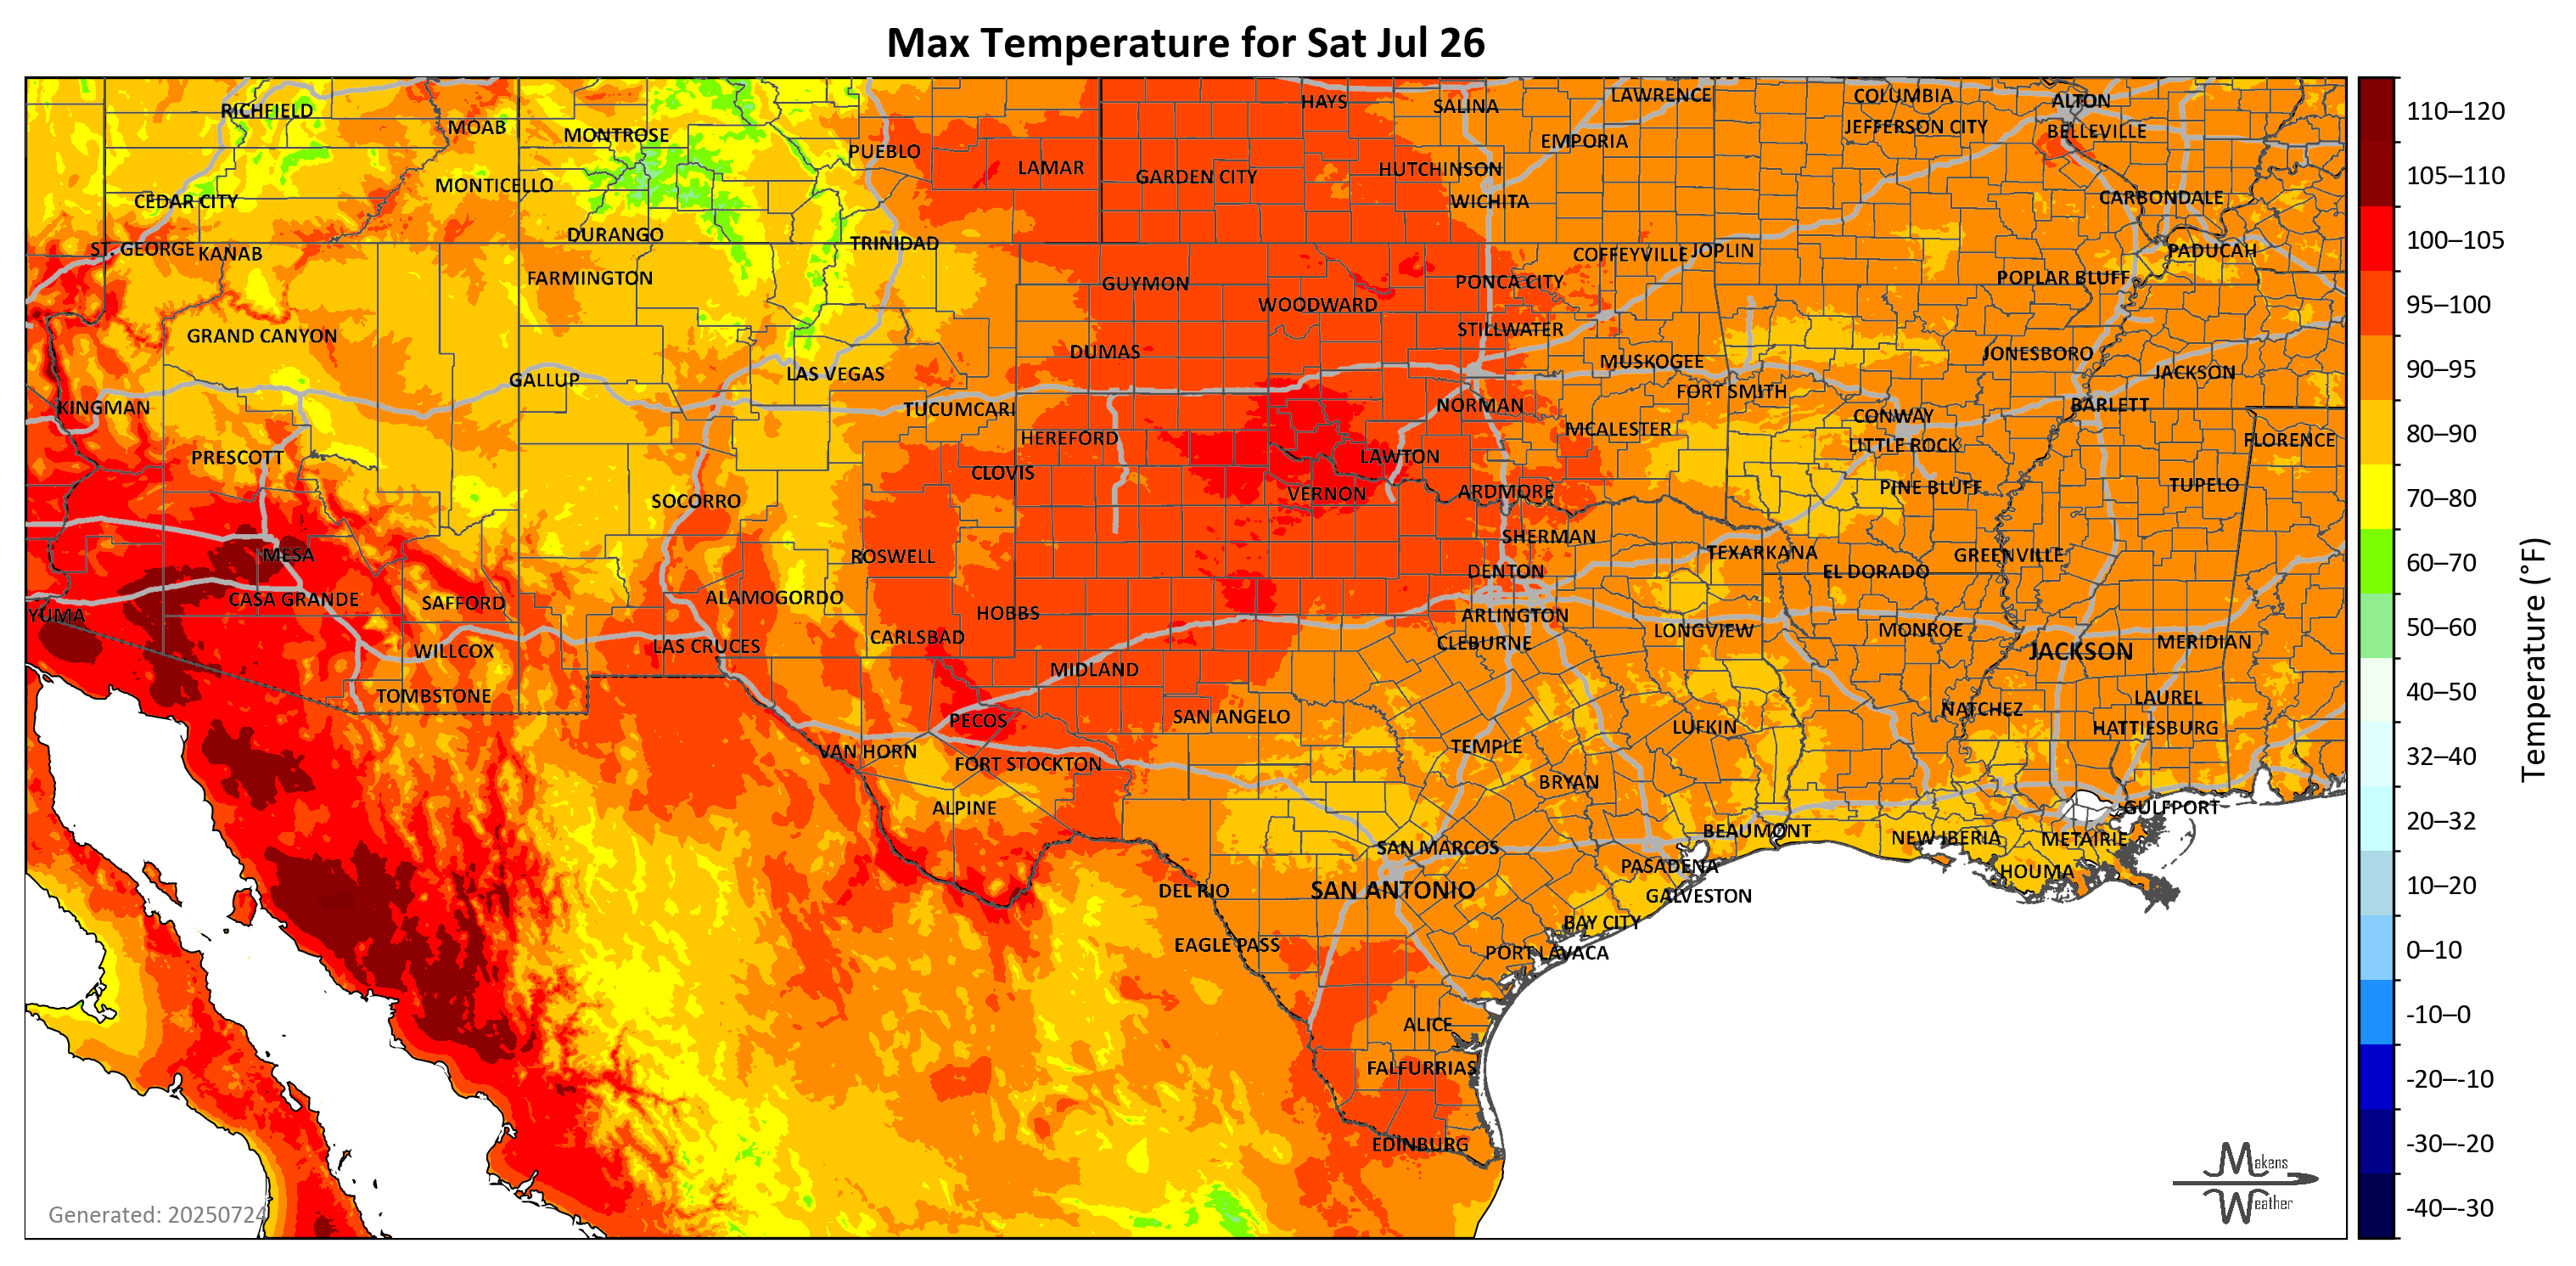 Max Temperature for Sat Jul 26
RICHFIELD
MOAB
MONTROSE
PUEBLO
LAMAR
HAYS
SALINA
LAWRENCE
COLUMBIA
ALTON
EMPORIA
JEFFERSON CITY
BELLEVILLE
GARDEN CITY
HUTCHINSON
MONTICELLO
CEDAR CITY
WICHITA
CARBONDALE
DURANGO
TRINIDAD
ST. GEORGE
KANAB
COFFEYVILLE
JOPLIN
PADUCAH
FARMINGTON
GUYMON
PONCA CITY
POPLAR BLUFF
WOODWARD
GRAND CANYON
STILLWATER
DUMAS
MUSKOGEE
JONESBORO
GALLUP
LAS VEGAS
FORT SMITH
JACKSON
KINGMAN
TUCUMCARI
NORMAN
CONWAY
BARLETT
HEREFORD
MCALESTER
LITTLE ROCK
FLORENCE
PRESCOTT
CLOVIS
LAWTON
SOCORRO
VERNON
ARDMORE
PINE BLUFF
TUPELO
MESA
ROSWELL
SHERMAN
TEXARKANA
GREENVILLE
DENTON
EL DORADO
CASA GRANDE
SAFFORD
ALAMOGORDO
YUMA
HOBBS
ARLINGTON
WILLCOX
LAS CRUCES
CARLSBAD
CLEBURNE
LONGVIEW
MONROE
JACKSON
MERIDIAN
MIDLAND
TOMBSTONE
PECOS
SAN ANGELO
NATCHEZ
LAUREL
LUFKIN
HATTIESBURG
VAN HORN
FORT STOCKTON
TEMPLE
BRYAN
ALPINE
GULFPORT
SAN MARCOS
BEAUMONT
NEW IBERIA
METAIRIE
DEL RIO
SAN ANTONIO
PASADENA
HOUMA
GALVESTON
EAGLE PASS
BAY CITY
PORT LAVACA
ALICE
FALFURRIAS
EDINBURG
Generated: 20250724
Makens
Weather
110–120
105–110
100–105
95–100
90–95
80–90
70–80
60–70
50–60
40–50
32–40
20–32
10–20
0–10
-10–0
-20–-10
-30–-20
-40–-30
Temperature (°F)